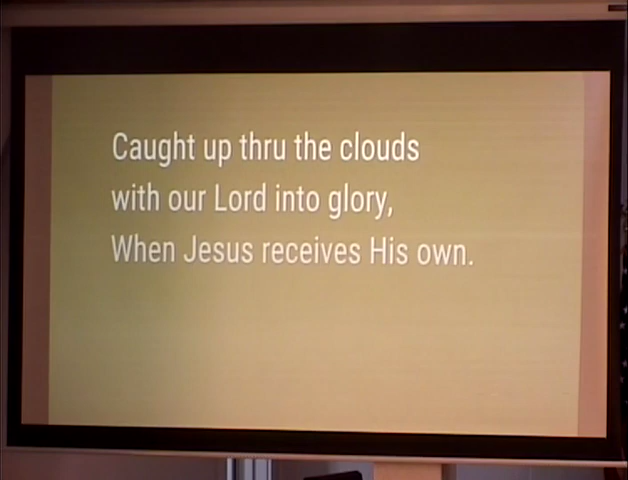 Caught up thru the clouds
with our Lord into glory,
When Jesus receives His own.